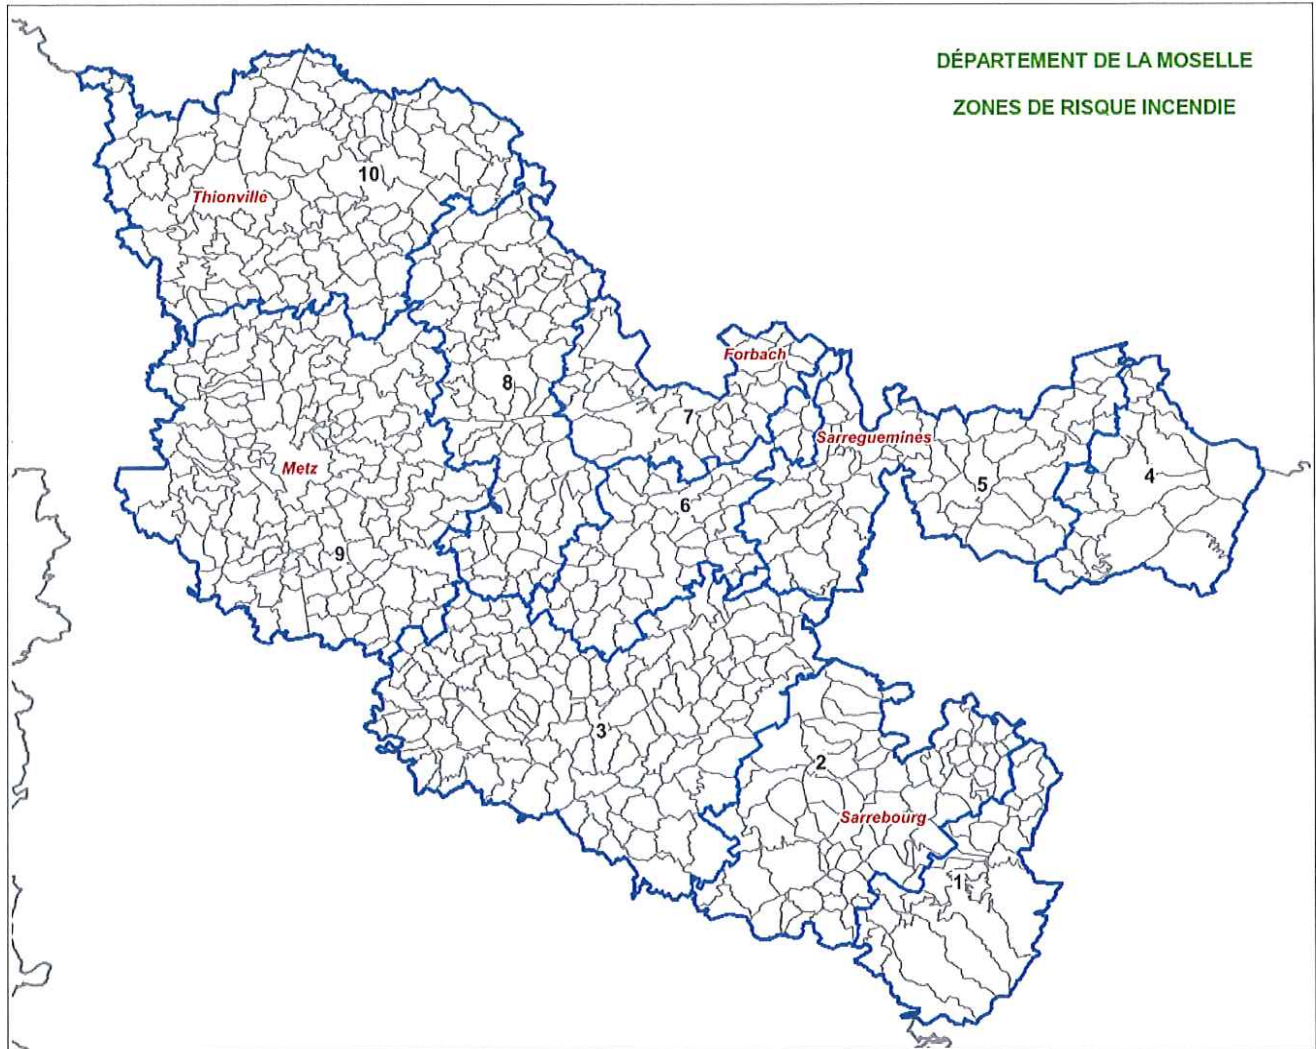 DÉPARTEMENT DE LA MOSELLE
ZONES DE RISQUE INCENDIE
10
Thionville
Forbach
8
7
Sarreguemines
Metz
4
5
6
9
3
2
Sarrebourg
1